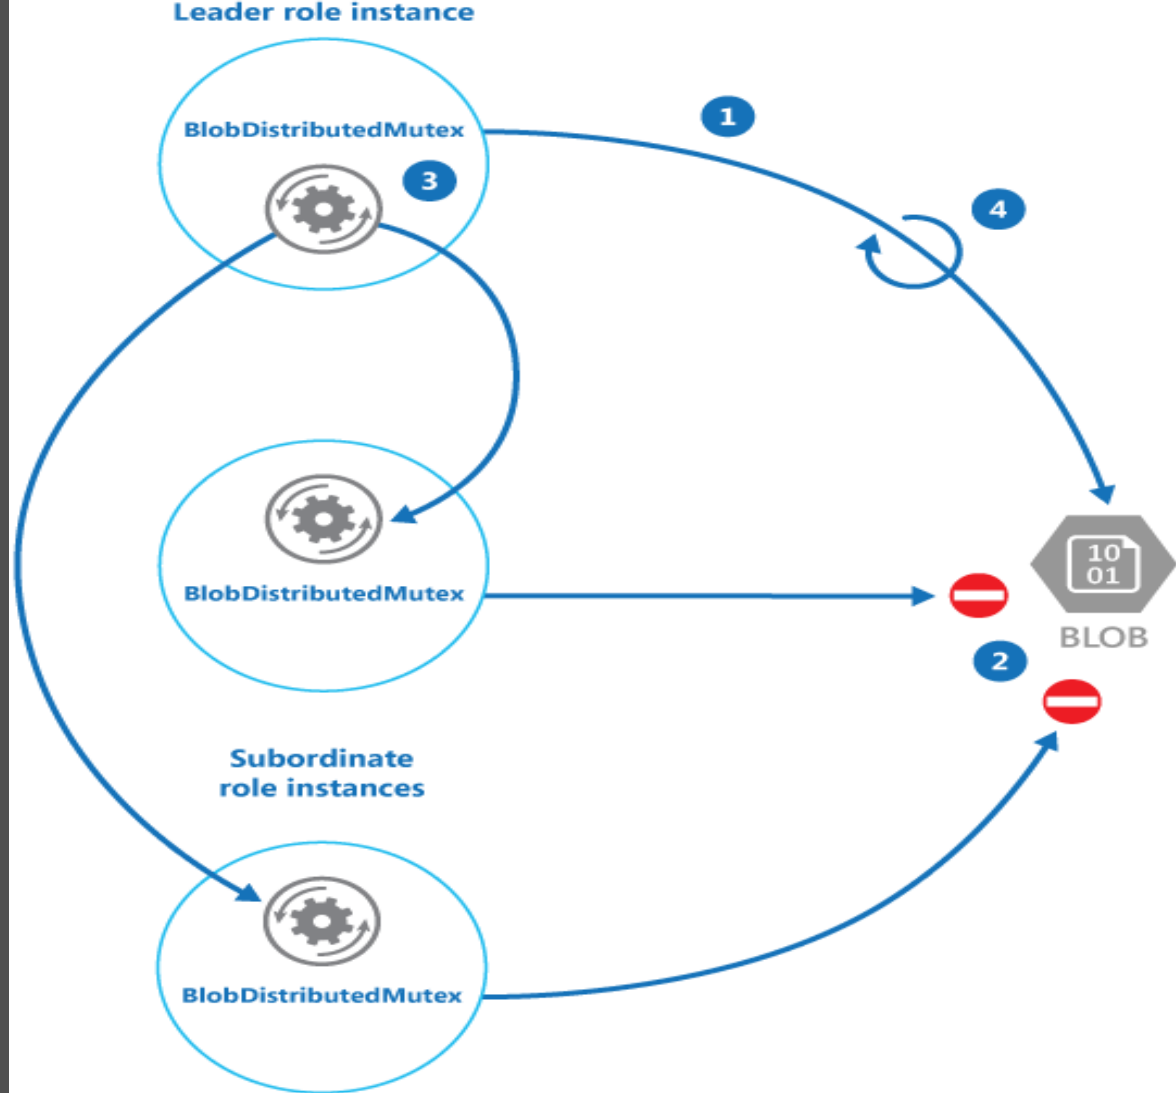 Leader role instance
BlobDistributedMutex
1
3
4
BlobDistributedMutex
10
01
BLOB
2
Subordinate
role instances
BlobDistributedMutex